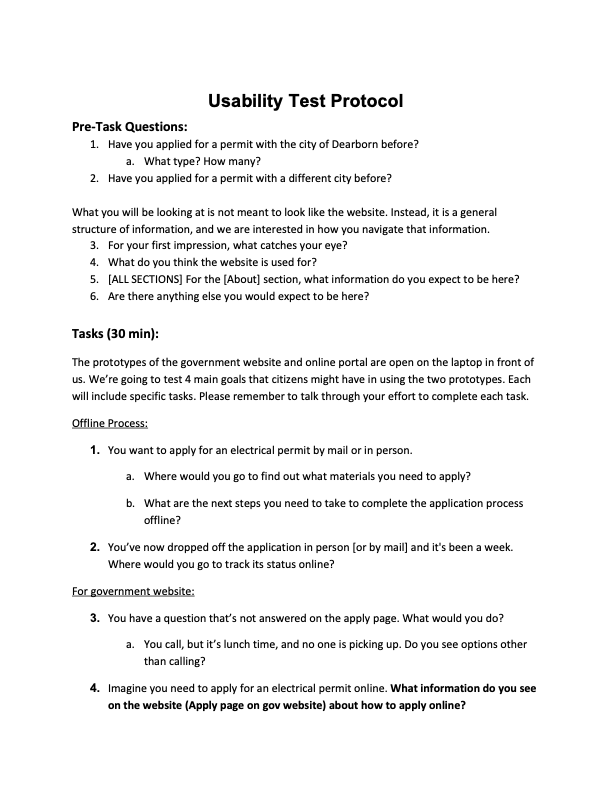 Usability Test Protocol
Pre-Task Questions:
1. Have you applied for a permit with the city of Dearborn before?
a. What type? How many?
2. Have you applied for a permit with a different city before?
What you will be looking at is not meant to look like the website. Instead, it is a general
structure of information, and we are interested in how you navigate that information.
3. For your first impression, what catches your eye?
4. What do you think the website is used for?
5. [ALL SECTIONS] For the [About] section, what information do you expect to be here?
6. Are there anything else you would expect to be here?
Tasks (30 min):
The prototypes of the government website and online portal are open on the laptop in front of
us. We're going to test 4 main goals that citizens might have in using the two prototypes. Each
will include specific tasks. Please remember to talk through your effort to complete each task.
Offline Process:
1. You want to apply for an electrical permit by mail or in person.
a. Where would you go to find out what materials you need to apply?
b. What are the next steps you need to take to complete the application process
offline?
2. You've now dropped off the application in person [or by mail] and it's been a week.
Where would you go to track its status online?
For government website:
3. You have a question that's not answered on the apply page. What would you do?
a. You call, but it's lunch time, and no one is picking up. Do you see options other
than calling?
4. Imagine you need to apply for an electrical permit online. What information do you see
on the website (Apply page on gov website) about how to apply online?